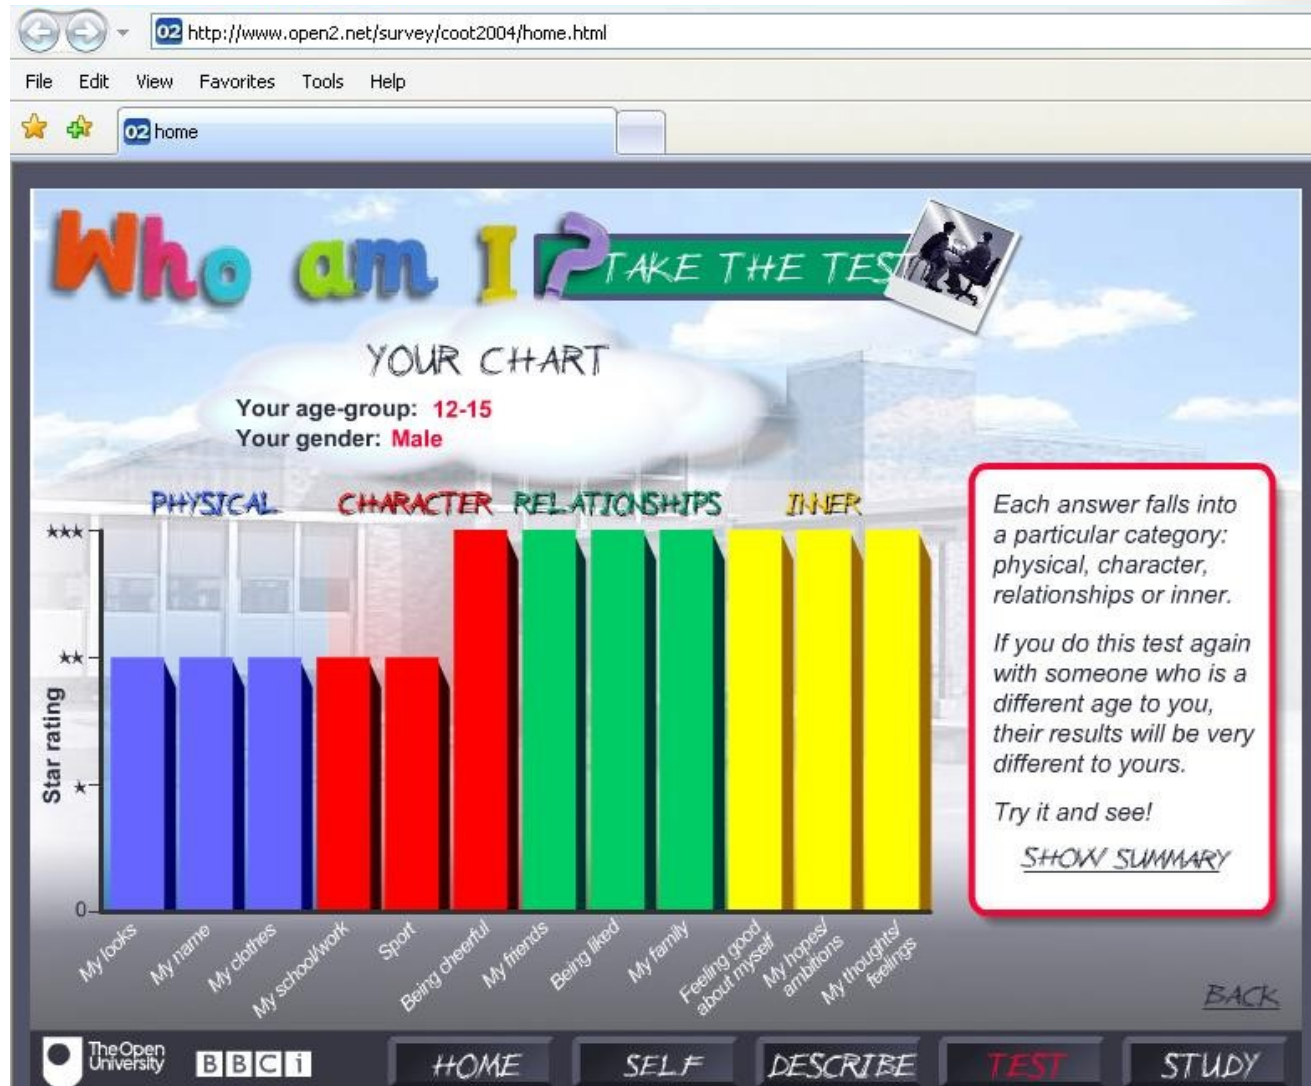 02 http://www.open2.net/survey/coot2004/home.html
File Edit View Favorites Tools Help
02 home
Who am I?
TAKE THE TEST
YOUR CHART
Your age-group: 12-15
Your gender: Male
PHYSICAL CHARACTER RELATIONSHIPS INNER
★★★
★★
★
0
Star rating
My looks
My name
My clothes
My school/work
Sport
Being cheerful
My friends
Being liked
My family
Feeling good
about myself
My hopes/
ambitions
My thoughts/
feelings
Each answer falls into
a particular category:
physical, character,
relationships or inner.
If you do this test again
with someone who is a
different age to you,
their results will be very
different to yours.
Try it and see!
SHOW SUMMARY
BACK
The Open
University
BBCi
HOME SELF DESCRIBE TEST STUDY